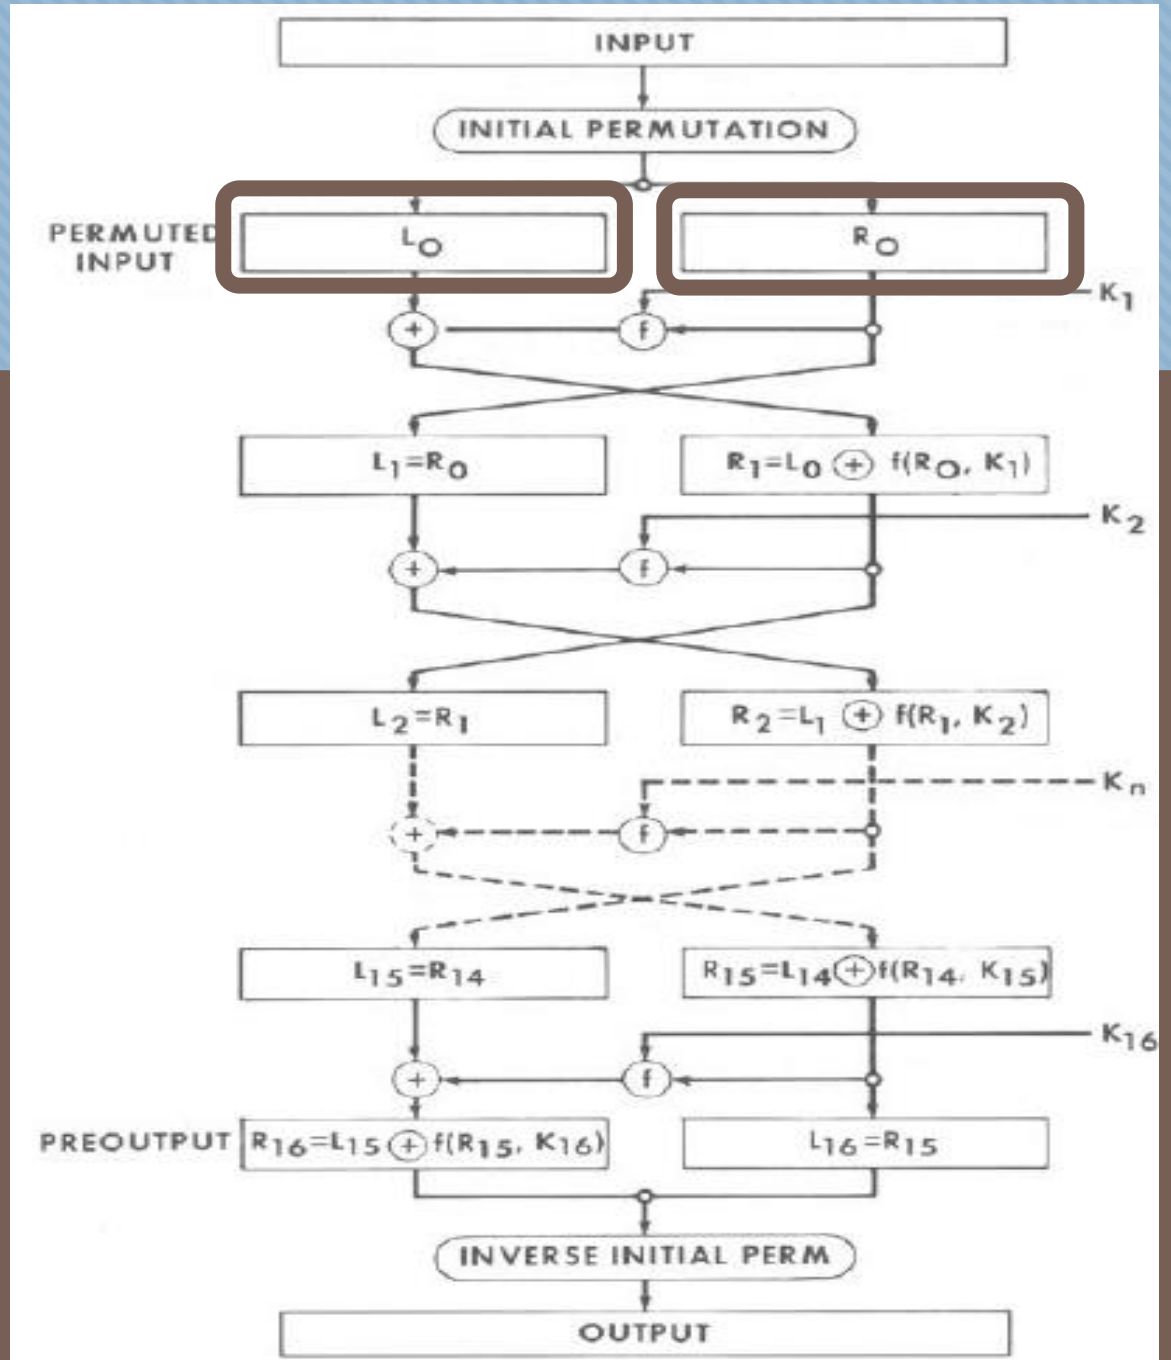 INPUT
INITIAL PERMUTATION
PERMUTED
INPUT
L₀
R₀
K₁
+
f
L₁=R₀
R₁=L₀ ⊕ f(R₀, K₁)
K₂
+
f
L₂=R₁
R₂=L₁ ⊕ f(R₁, K₂)
Kₙ
+
f
L₁₅=R₁₄
R₁₅=L₁₄⊕f(R₁₄, K₁₅)
K₁₆
+
f
PREOUTPUT
R₁₆=L₁₅⊕f(R₁₅, K₁₆)
L₁₆=R₁₅
INVERSE INITIAL PERM
OUTPUT